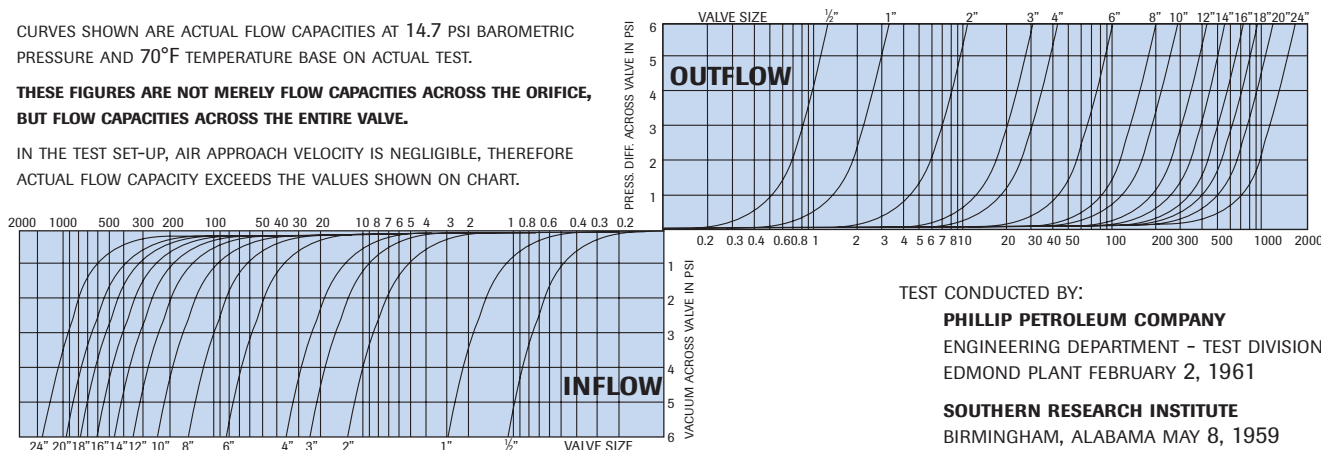 CURVES SHOWN ARE ACTUAL FLOW CAPACITIES AT 14.7 PSI BAROMETRIC
PRESSURE AND 70°F TEMPERATURE BASE ON ACTUAL TEST.
THESE FIGURES ARE NOT MERELY FLOW CAPACITIES ACROSS THE ORIFICE,
BUT FLOW CAPACITIES ACROSS THE ENTIRE VALVE.
IN THE TEST SET-UP, AIR APPROACH VELOCITY IS NEGLIGIBLE, THEREFORE
ACTUAL FLOW CAPACITY EXCEEDS THE VALUES SHOWN ON CHART.
VALVE SIZE ½" 1" 2" 3" 4" 6" 8" 10" 12" 14" 16" 18" 20" 24"
PRESS. DIFF. ACROSS VALVE IN PSI
6
5
4
3
2
1
OUTFLOW
0.2 0.3 0.4 0.6 0.8 1 2 3 4 5 6 7 8 10 20 30 40 50 100 200 300 500 1000 2000
2000 1000 500 300 200 100 50 40 30 20 10 8 7 6 5 4 3 2 1 0.8 0.6 0.4 0.3 0.2
1
2
3
4
5
6
VACUUM ACROSS VALVE IN PSI
INFLOW
24" 20" 18" 16" 14" 12" 10" 8" 6" 4" 3" 2" 1" ½" VALVE SIZE
TEST CONDUCTED BY:
PHILLIP PETROLEUM COMPANY
ENGINEERING DEPARTMENT - TEST DIVISION
EDMOND PLANT FEBRUARY 2, 1961
SOUTHERN RESEARCH INSTITUTE
BIRMINGHAM, ALABAMA MAY 8, 1959